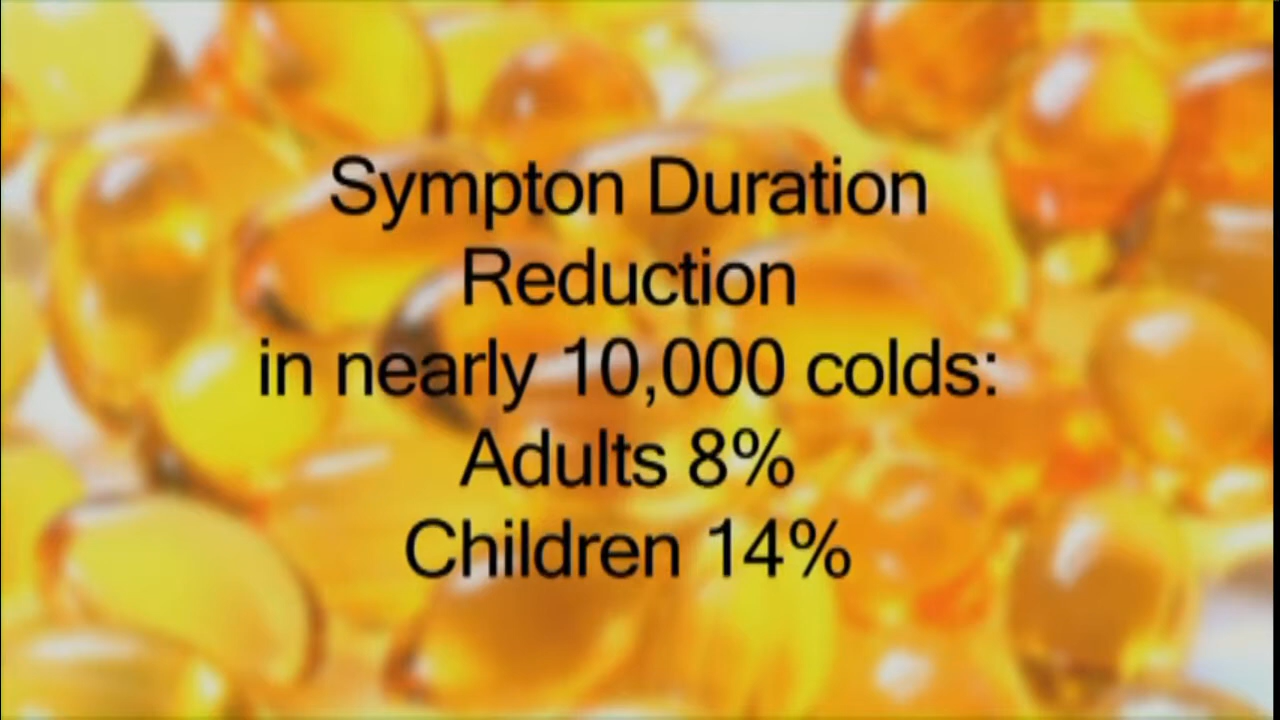 Sympton Duration
Reduction
in nearly 10,000 colds:
Adults 8%
Children 14%